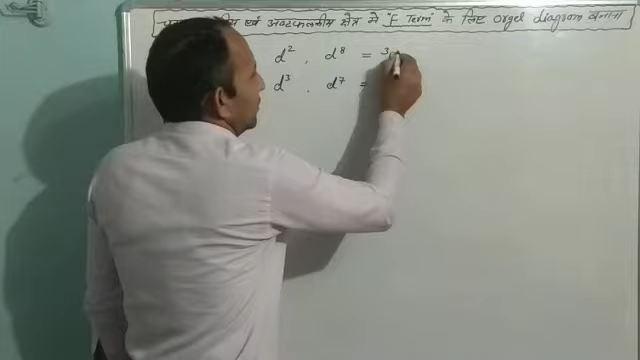 एवं अष्टफलकीय क्षेत्र में "F Term" के लिए orgel diagram बनाना
d², d⁸ = ³
d³, d⁷ =